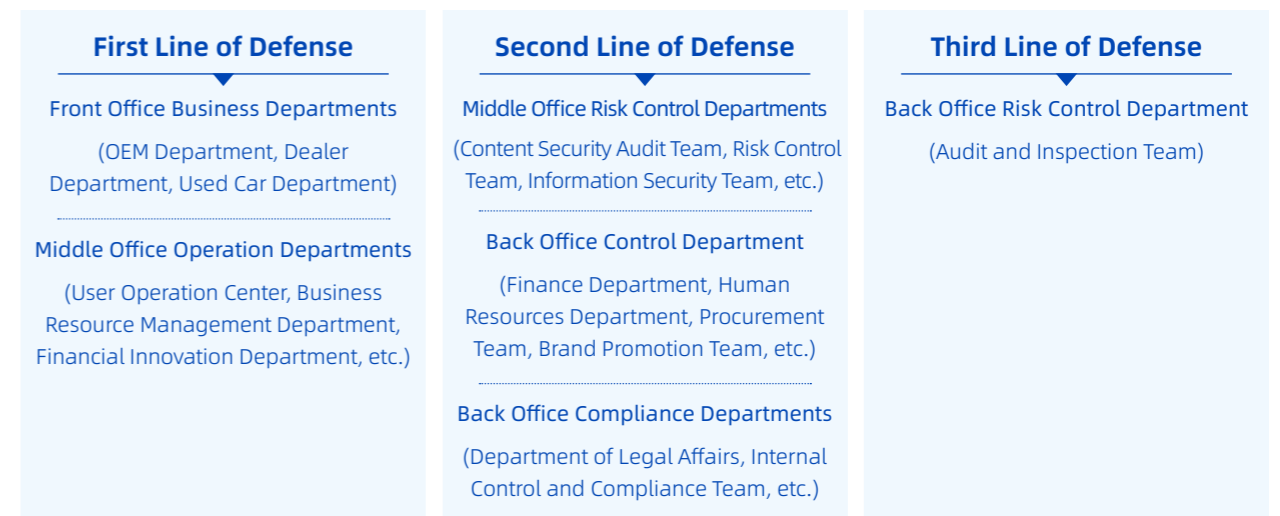 First Line of Defense
Front Office Business Departments
(OEM Department, Dealer
Department, Used Car Department)
Middle Office Operation Departments
(User Operation Center, Business
Resource Management Department,
Financial Innovation Department, etc.)
Second Line of Defense
Middle Office Risk Control Departments
(Content Security Audit Team, Risk Control
Team, Information Security Team, etc.)
Back Office Control Department
(Finance Department, Human
Resources Department, Procurement
Team, Brand Promotion Team, etc.)
Back Office Compliance Departments
(Department of Legal Affairs, Internal
Control and Compliance Team, etc.)
Third Line of Defense
Back Office Risk Control Department
(Audit and Inspection Team)